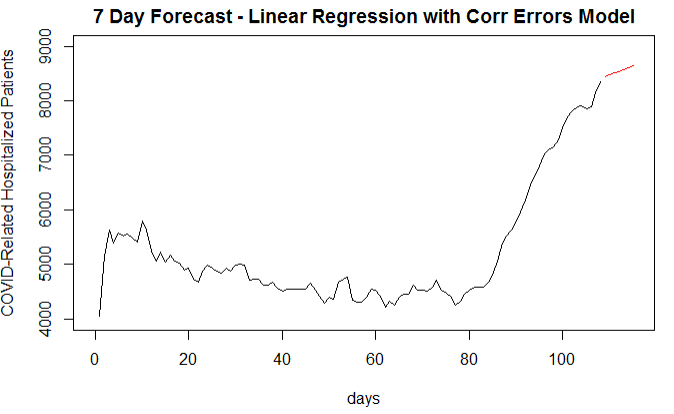 7 Day Forecast - Linear Regression with Corr Errors Model
COVID-Related Hospitalized Patients
9000
8000
7000
6000
5000
4000
0 20 40 60 80 100
days